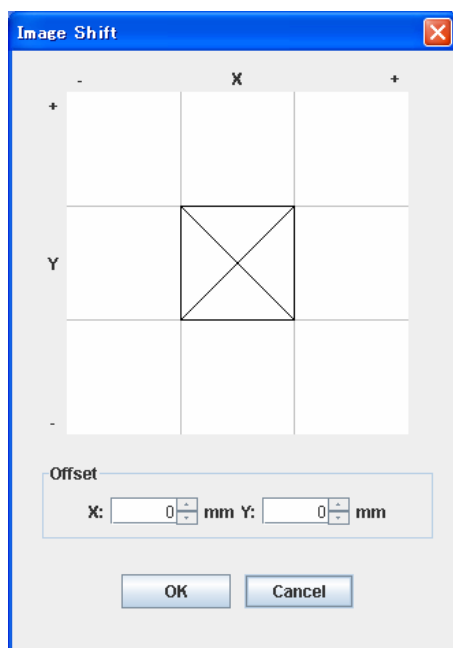 Image Shift
- X +
+
Y
-
Offset
X: 0 mm Y: 0 mm
OK Cancel